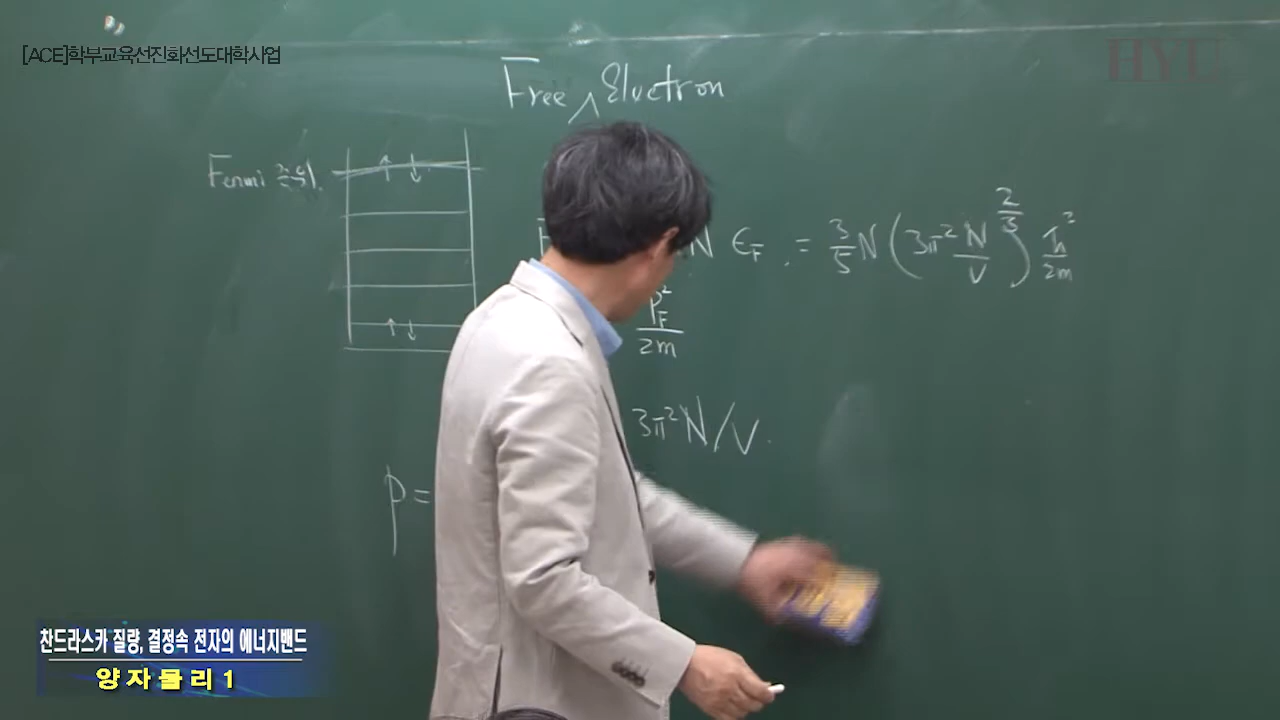 [ACE]학부교육선진화선도대학사업
HYU
Free Electron
Fermi 준위.
N ε_F = 3/5 N (3π² N/V)^(2/3) ħ²/2m
P_F²/2m
3π²N/V.
p =
찬드라스카 질량, 결정속 전자의 에너지밴드
양자물리 1